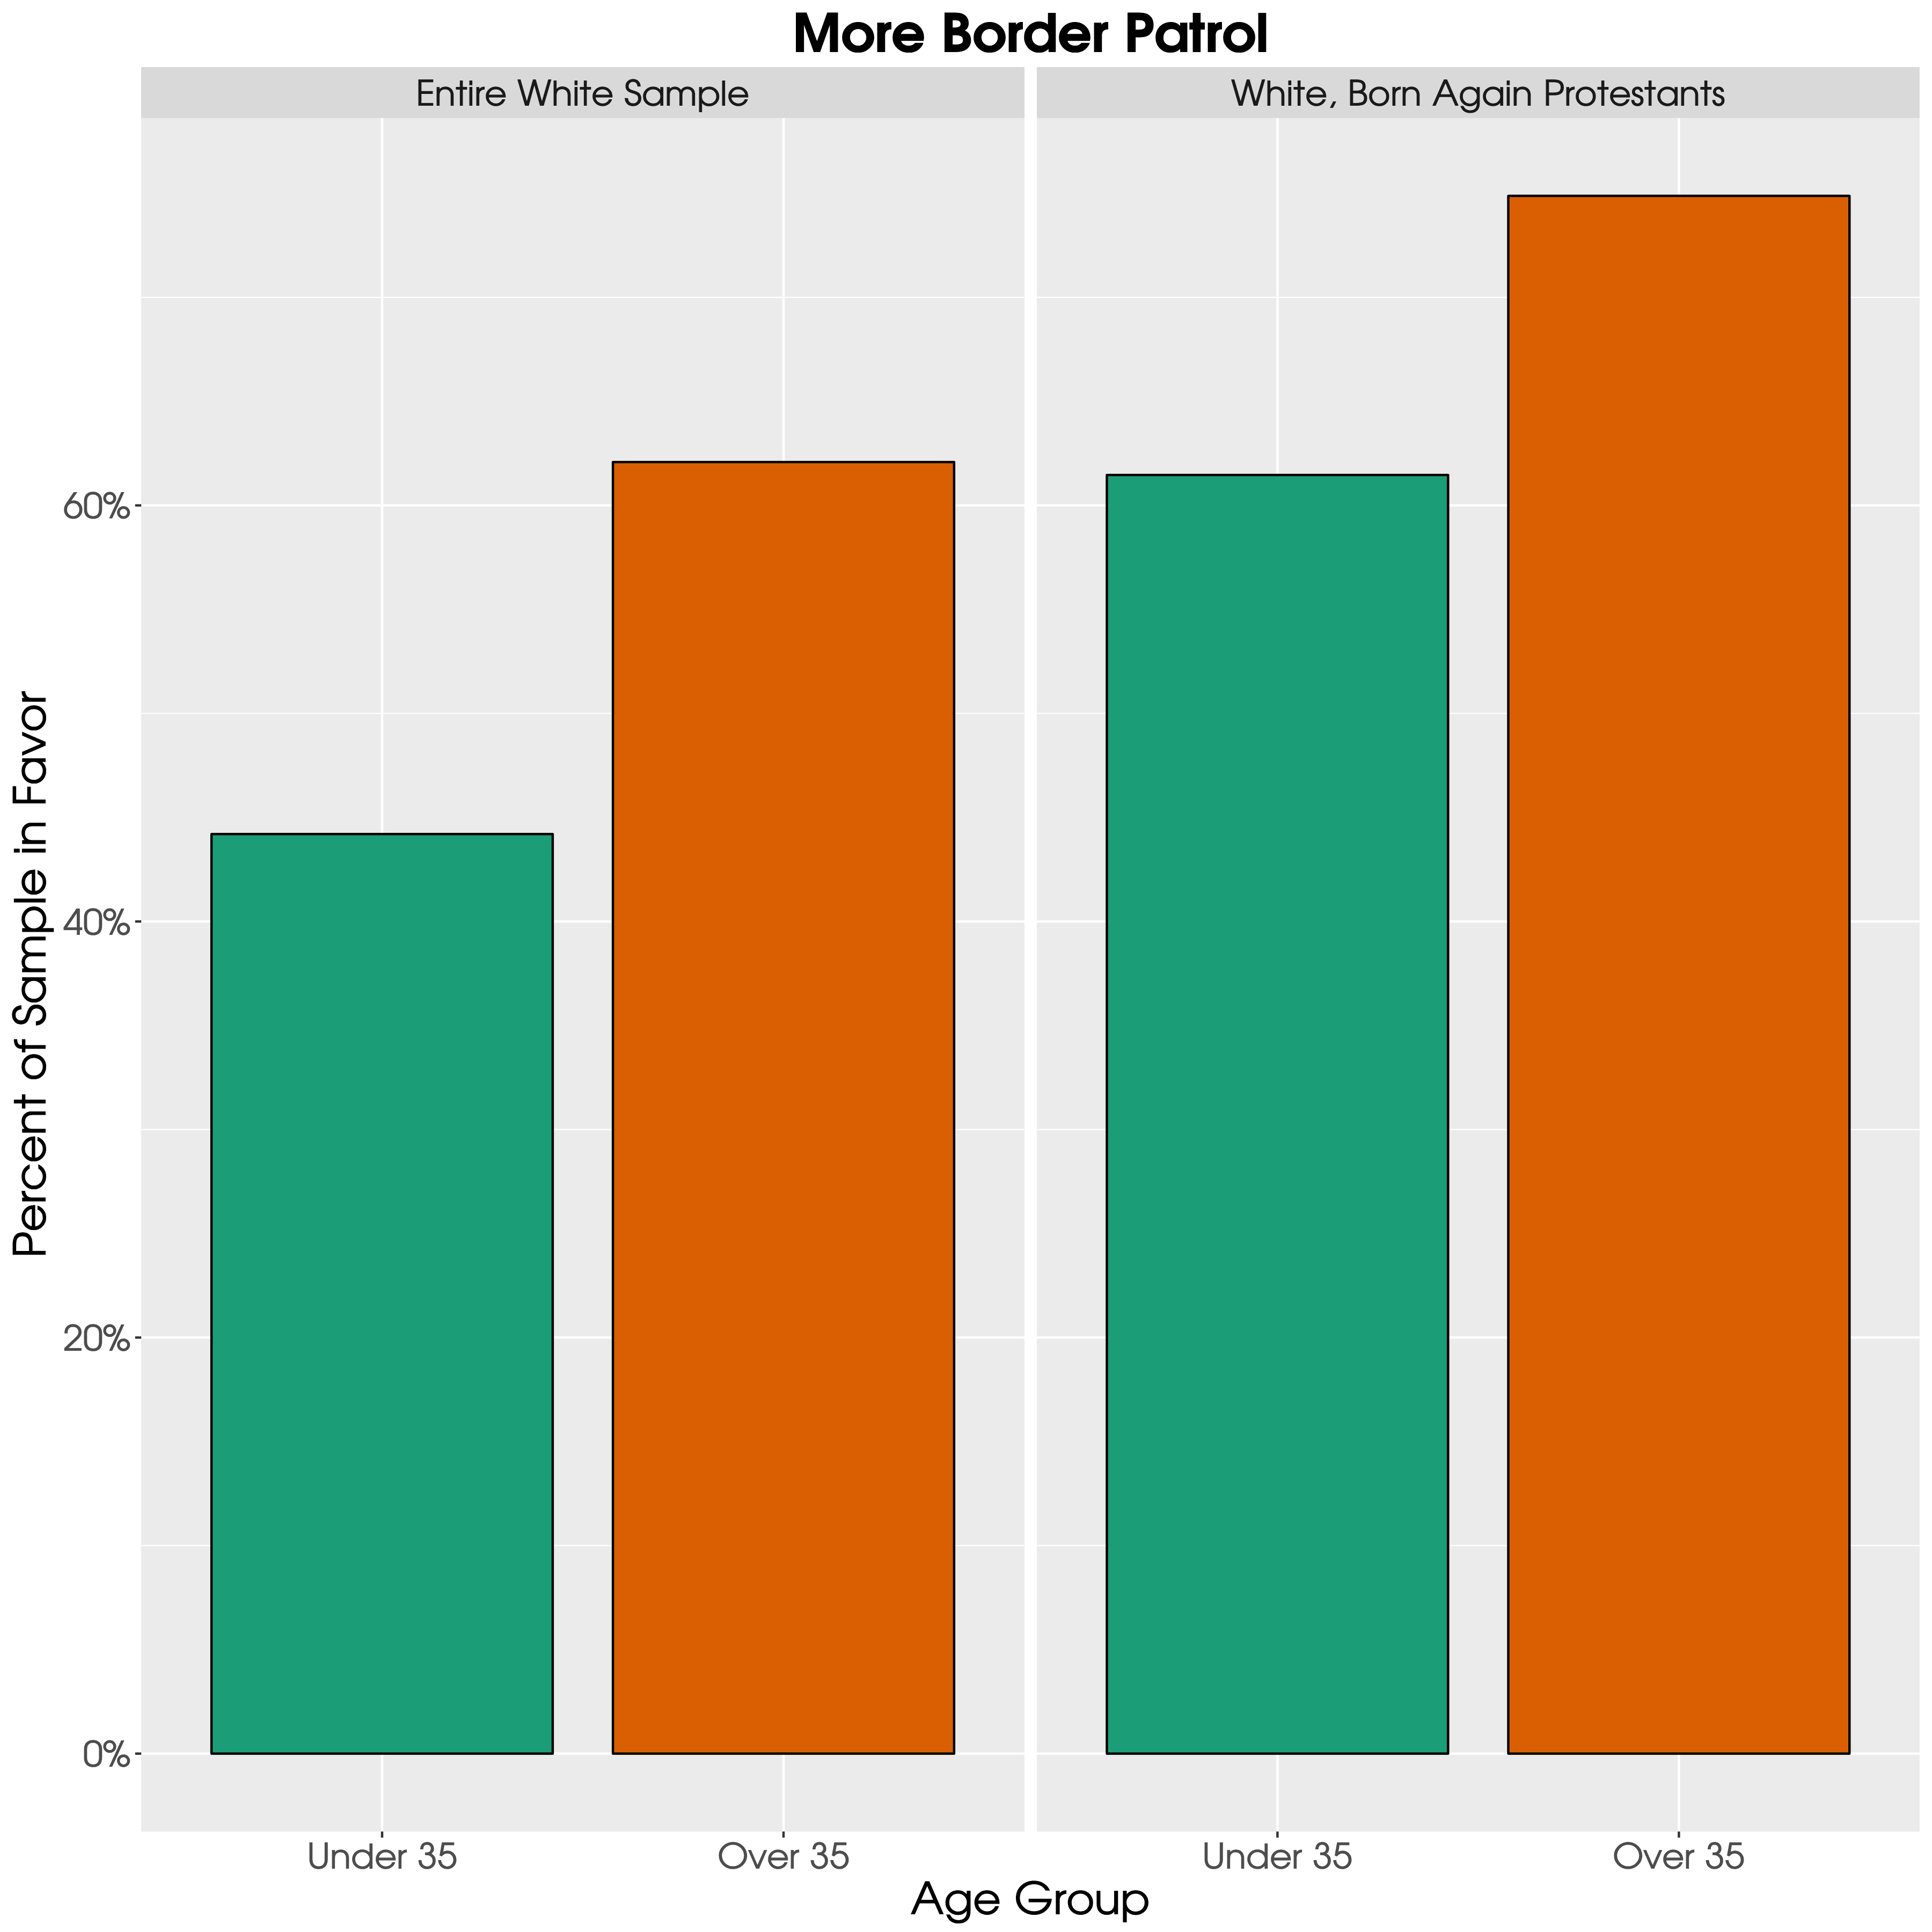 More Border Patrol
Entire White Sample
White, Born Again Protestants
Percent of Sample in Favor
60%
40%
20%
0%
Under 35
Over 35
Under 35
Over 35
Age Group